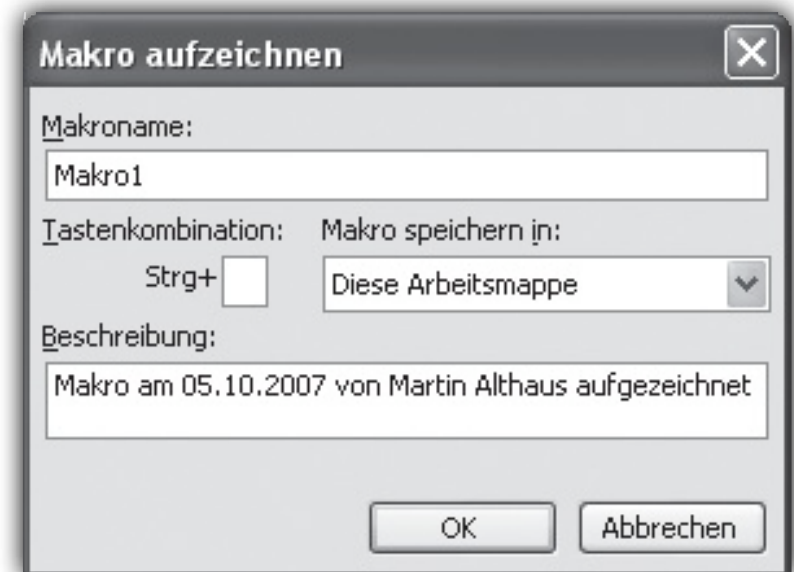 Makro aufzeichnen
Makroname:
Makro1
Tastenkombination: Makro speichern in:
Strg+ Diese Arbeitsmappe
Beschreibung:
Makro am 05.10.2007 von Martin Althaus aufgezeichnet
OK Abbrechen